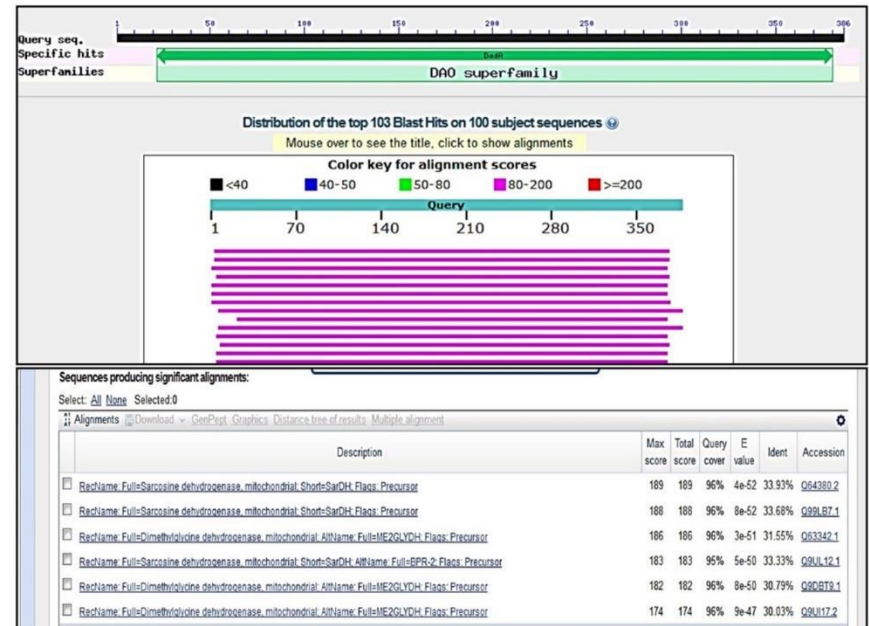 1 50 100 150 200 250 300 350 386
Query seq.
Specific hits DadA
Superfamilies DAO superfamily
Distribution of the top 103 Blast Hits on 100 subject sequences
Mouse over to see the title, click to show alignments
Color key for alignment scores
<40 40-50 50-80 80-200 >=200
Query
1 70 140 210 280 350
Sequences producing significant alignments:
Select: All None Selected:0
Alignments Download GenPept Graphics Distance tree of results Multiple alignment
Description Max score Total score Query cover E value Ident Accession
RecName: Full=Sarcosine dehydrogenase, mitochondrial; Short=SarDH; Flags: Precursor 189 189 96% 4e-52 33.93% Q64380.2
RecName: Full=Sarcosine dehydrogenase, mitochondrial; Short=SarDH; Flags: Precursor 188 188 96% 8e-52 33.68% Q99LB7.1
RecName: Full=Dimethylglycine dehydrogenase, mitochondrial; AltName: Full=ME2GLYDH; Flags: Precursor 186 186 96% 3e-51 31.55% Q63342.1
RecName: Full=Sarcosine dehydrogenase, mitochondrial; Short=SarDH; AltName: Full=BPR-2; Flags: Precursor 183 183 95% 5e-50 33.33% Q9UL12.1
RecName: Full=Dimethylglycine dehydrogenase, mitochondrial; AltName: Full=ME2GLYDH; Flags: Precursor 182 182 96% 8e-50 30.79% Q9DBT9.1
RecName: Full=Dimethylglycine dehydrogenase, mitochondrial; AltName: Full=ME2GLYDH; Flags: Precursor 174 174 96% 9e-47 30.03% Q9UI17.2